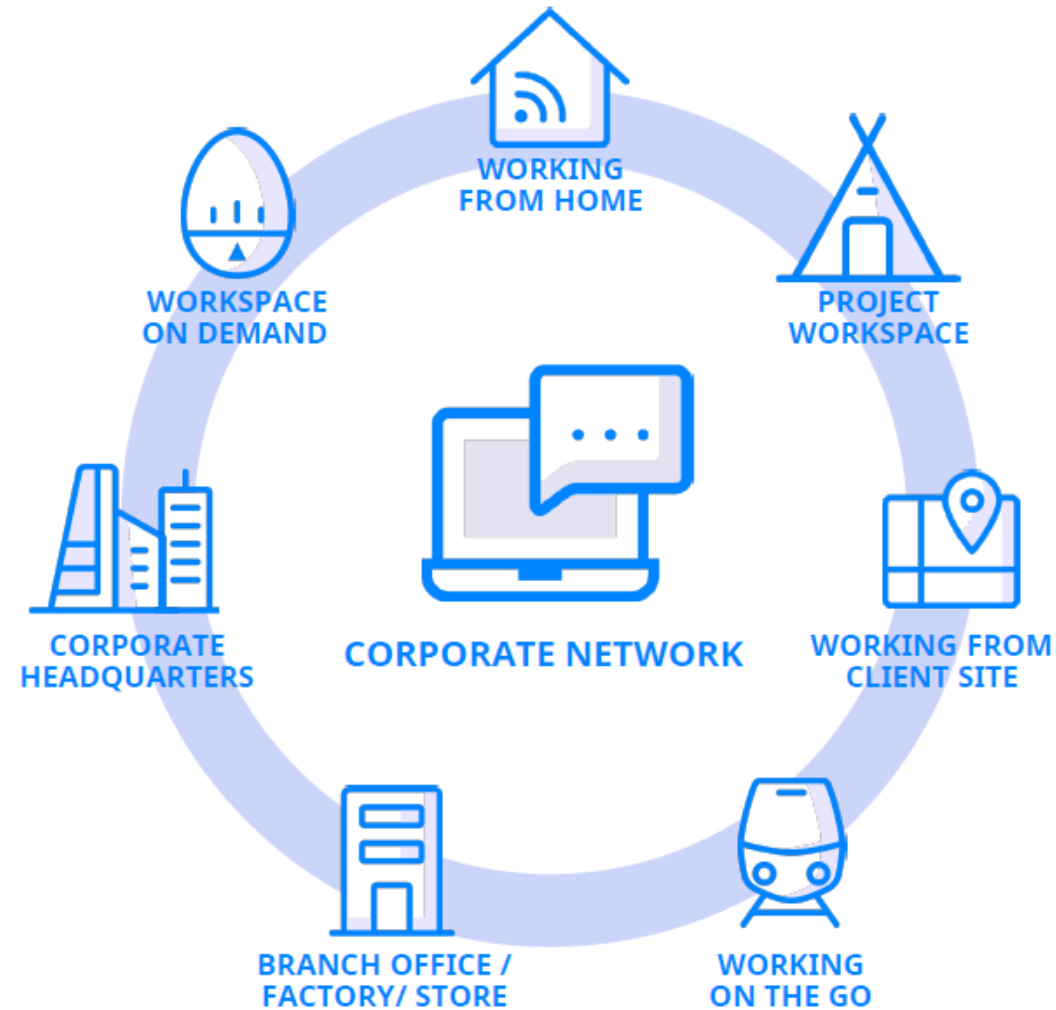 WORKING
FROM HOME
PROJECT
WORKSPACE
WORKSPACE
ON DEMAND
CORPORATE
HEADQUARTERS
CORPORATE NETWORK
WORKING FROM
CLIENT SITE
BRANCH OFFICE /
FACTORY/ STORE
WORKING
ON THE GO